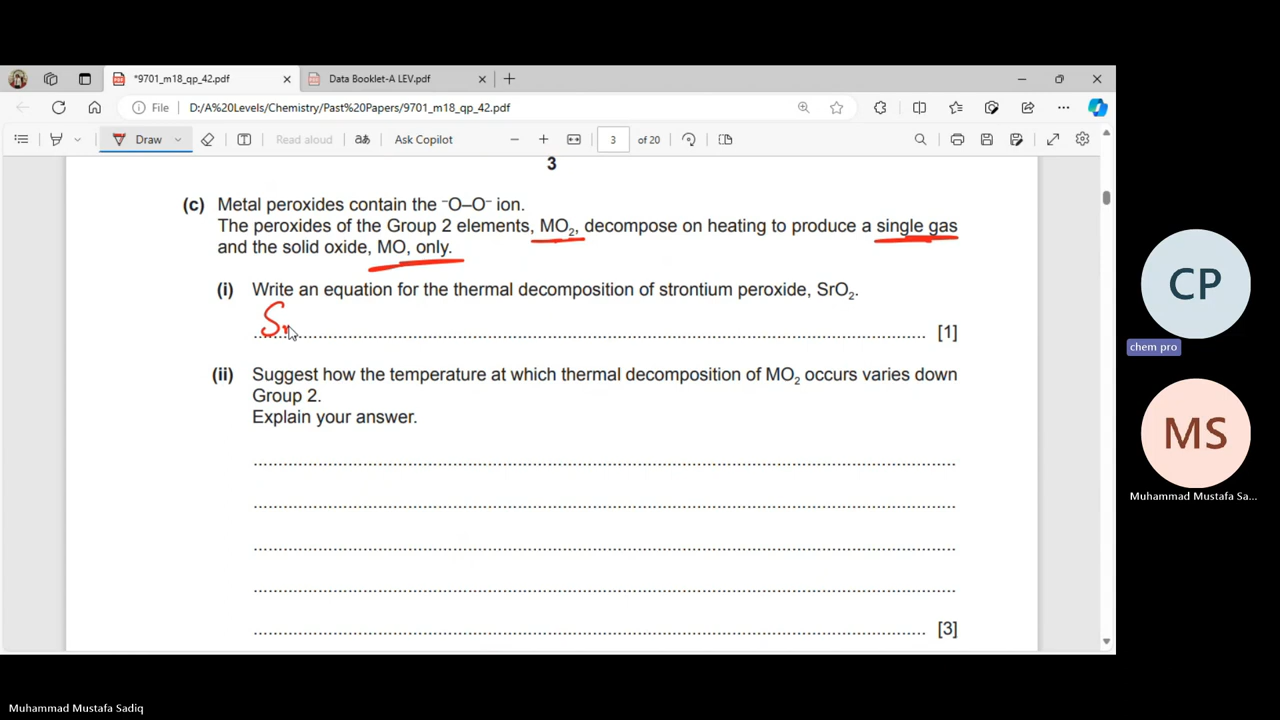 *9701_m18_qp_42.pdf
Data Booklet-A LEV.pdf
File
D:/A%20Levels/Chemistry/Past%20Papers/9701_m18_qp_42.pdf
Draw
Read aloud
aあ
Ask Copilot
3
of 20
3
(c) Metal peroxides contain the ⁻O–O⁻ ion.
The peroxides of the Group 2 elements, MO₂, decompose on heating to produce a single gas
and the solid oxide, MO, only.
(i) Write an equation for the thermal decomposition of strontium peroxide, SrO₂.
Sr
[1]
(ii) Suggest how the temperature at which thermal decomposition of MO₂ occurs varies down
Group 2.
Explain your answer.
[3]
CP
chem pro
MS
Muhammad Mustafa Sa...
Muhammad Mustafa Sadiq